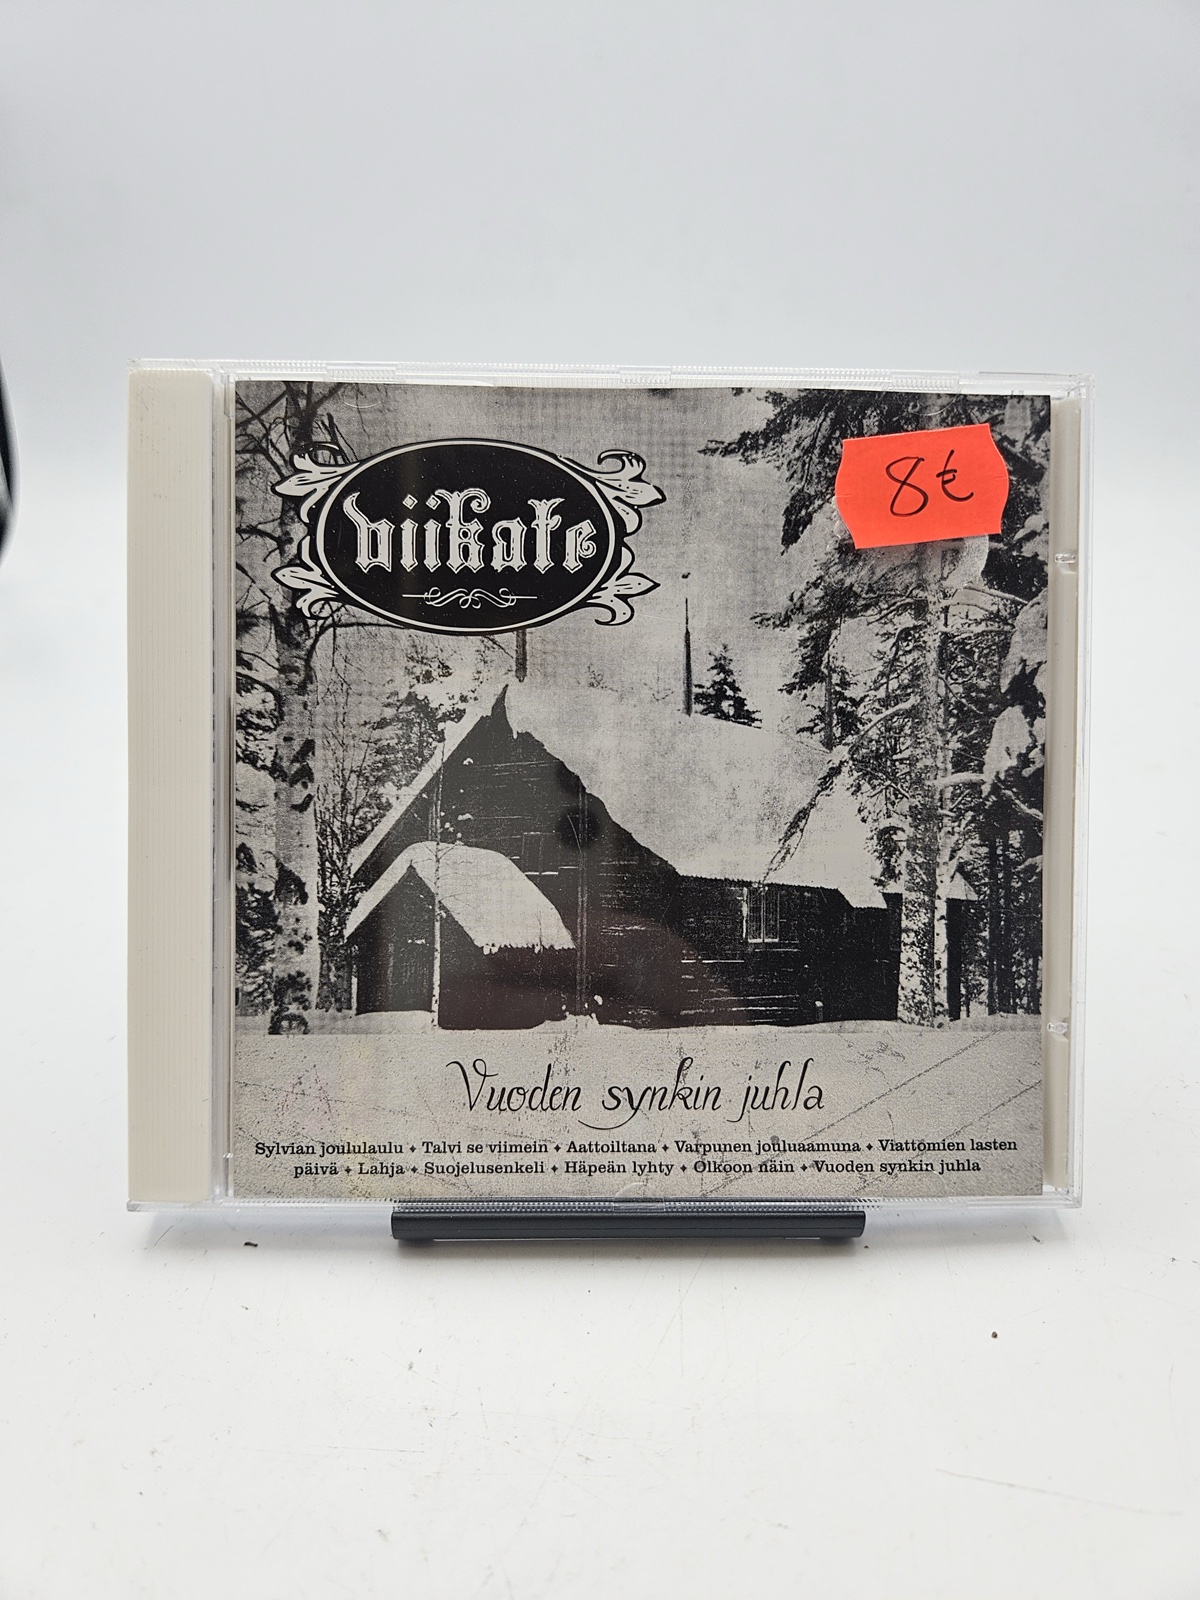 viikate
8€
Vuoden synkin juhla
Sylvian joululaulu ♦ Talvi se viimein ♦ Aattoiltana ♦ Varpunen jouluaamuna ♦ Viattomien lasten
päivä ♦ Lahja ♦ Suojelusenkeli ♦ Häpeän lyhty ♦ Olkoon näin ♦ Vuoden synkin juhla